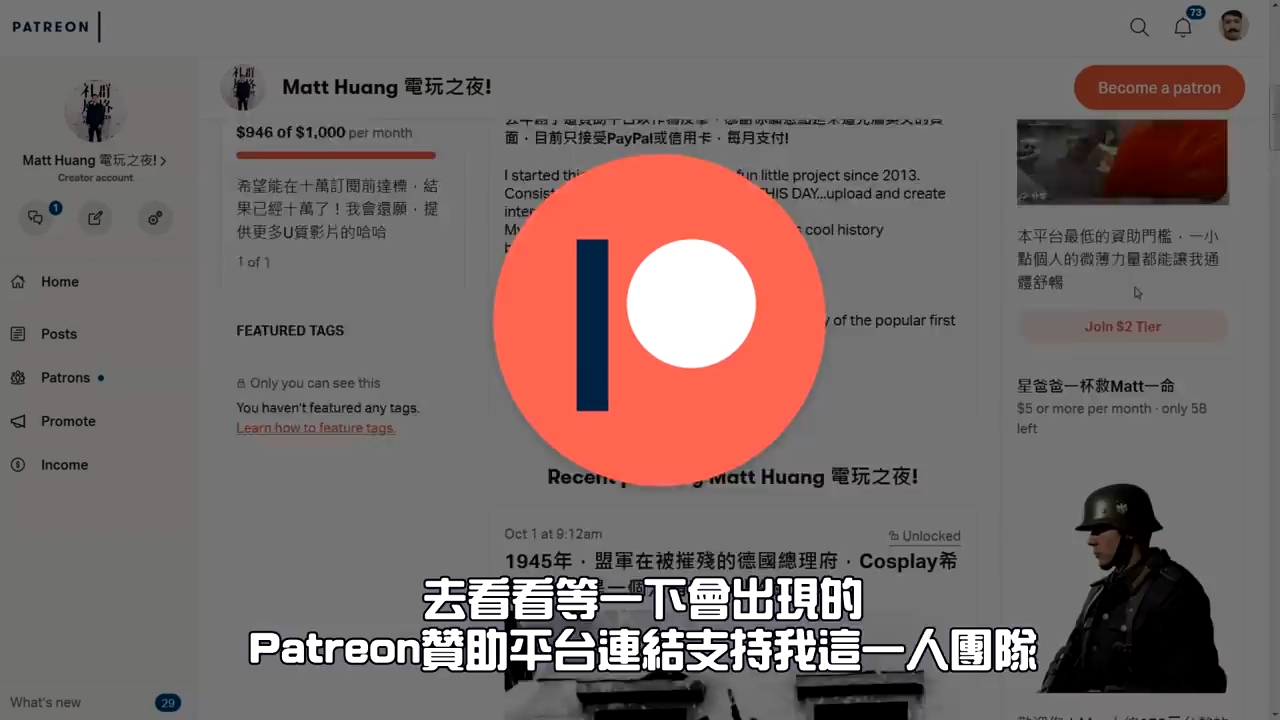 PATREON
73
Matt Huang 電玩之夜!
Become a patron
Matt Huang 電玩之夜!
Creator account
1
Home
Posts
Patrons
Promote
Income
What's new
29
$946 of $1,000 per month
希望能在十萬訂閱前達標，結
果已經十萬了！我會還願，提
供更多U質影片的哈哈
1 of 1
FEATURED TAGS
Only you can see this
You haven't featured any tags.
Learn how to feature tags.
面，目前只接受PayPal或信用卡，每月支付!
I started thi
fun little project since 2013.
Consist
THIS DAY...upload and create
inte
My
s cool history
y of the popular first
Recent p
g Matt Huang 電玩之夜!
Oct 1 at 9:12am
Unlocked
1945年，盟軍在被摧殘的德國總理府，Cosplay希
本平台最低的資助門檻，一小
點個人的微薄力量都能讓我通
體舒暢
Join $2 Tier
星爸爸一杯救Matt一命
$5 or more per month · only 58
left
去看看等一下會出現的
Patreon贊助平台連結支持我這一人團隊